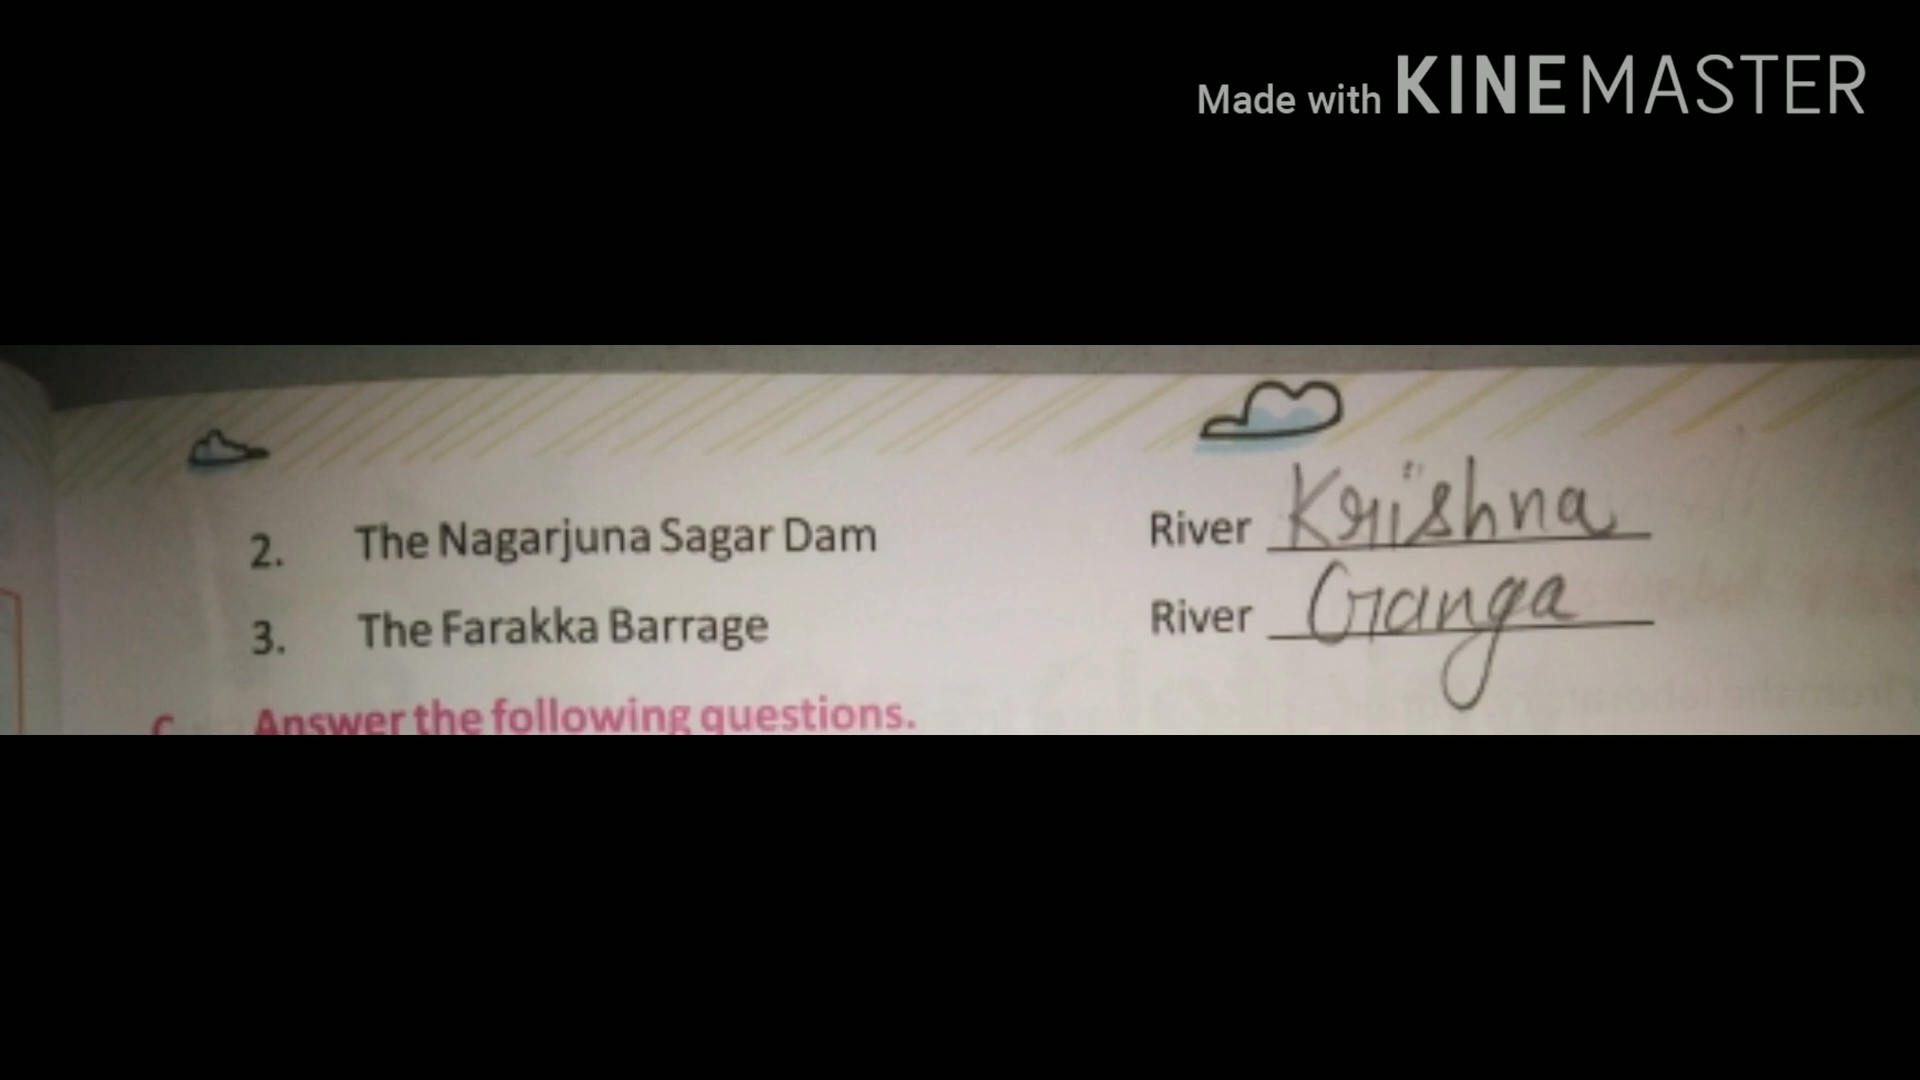 Made with KINEMASTER
2. The Nagarjuna Sagar Dam River Krishna
3. The Farakka Barrage River Ganga
C Answer the following questions.